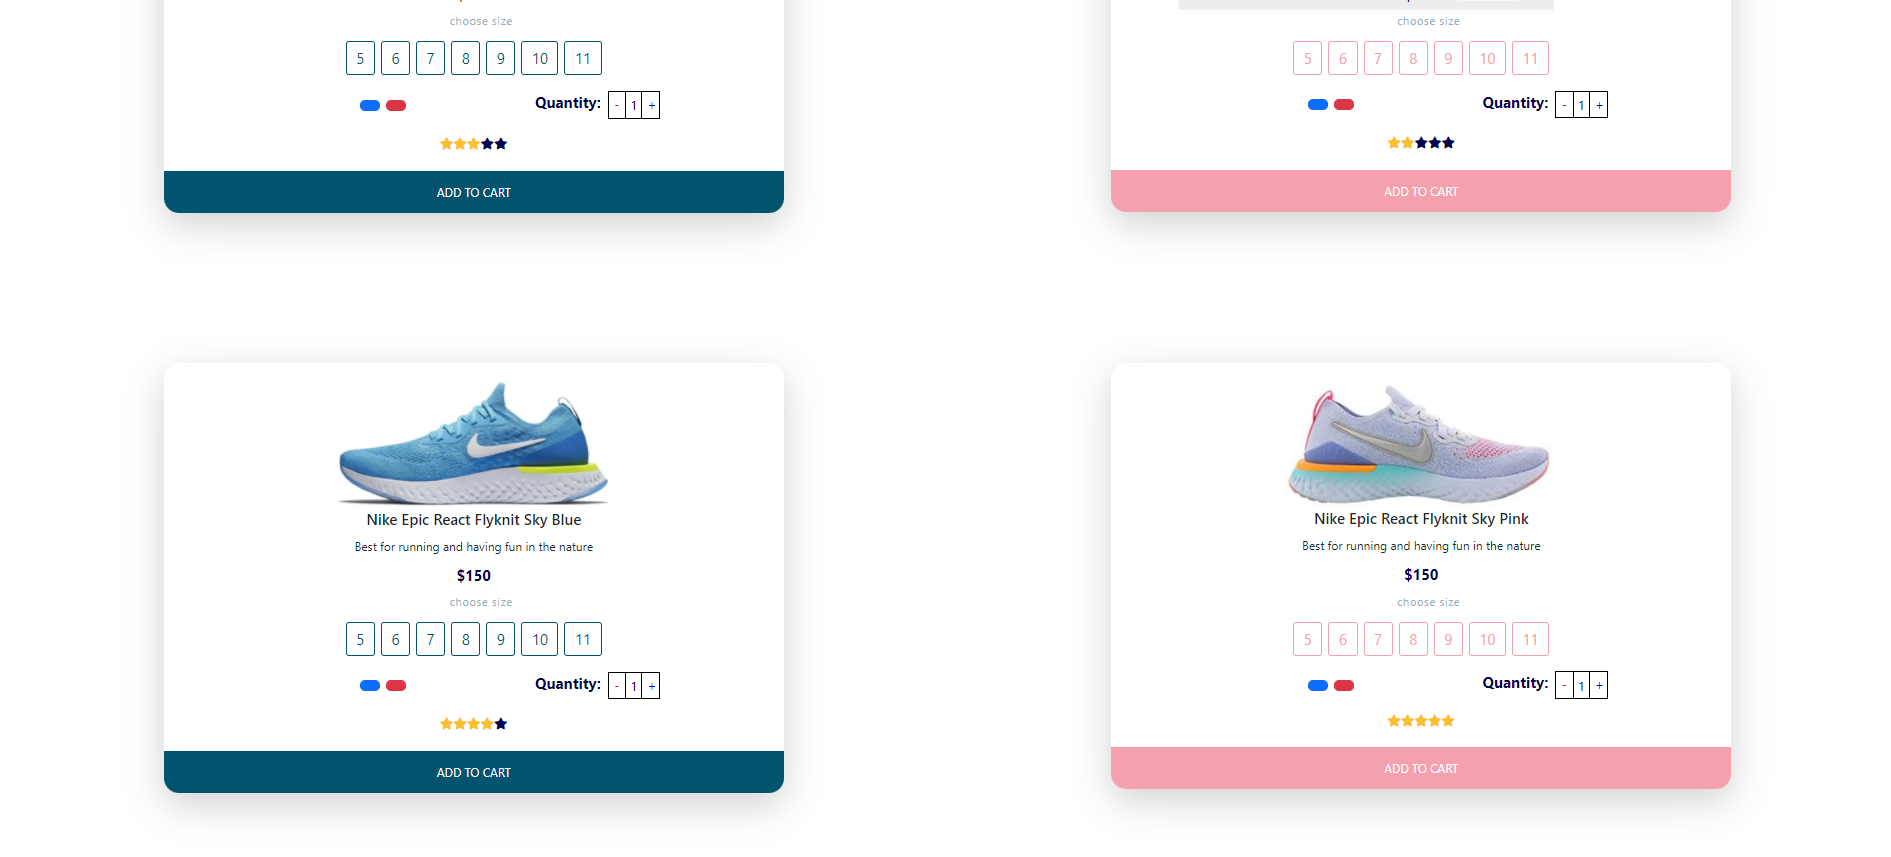 choose size
5 6 7 8 9 10 11
Quantity: - 1 +
ADD TO CART
choose size
5 6 7 8 9 10 11
Quantity: - 1 +
ADD TO CART
Nike Epic React Flyknit Sky Blue
Best for running and having fun in the nature
$150
choose size
5 6 7 8 9 10 11
Quantity: - 1 +
ADD TO CART
Nike Epic React Flyknit Sky Pink
Best for running and having fun in the nature
$150
choose size
5 6 7 8 9 10 11
Quantity: - 1 +
ADD TO CART